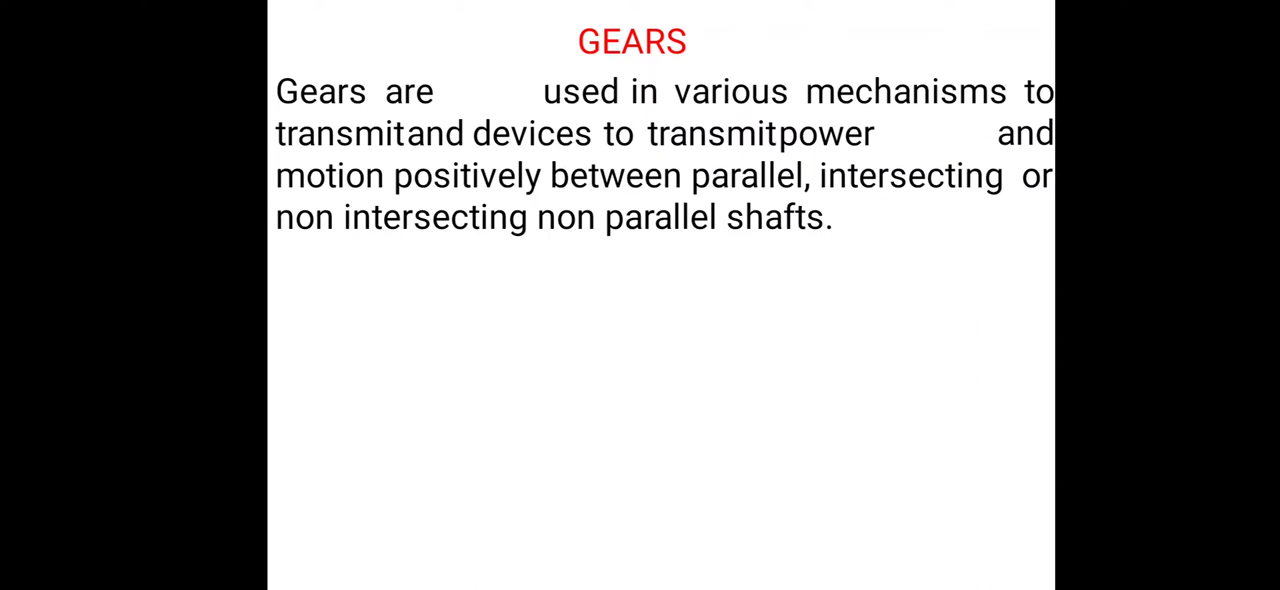 GEARS
Gears are used in various mechanisms to
transmitand devices to transmitpower and
motion positively between parallel, intersecting or
non intersecting non parallel shafts.